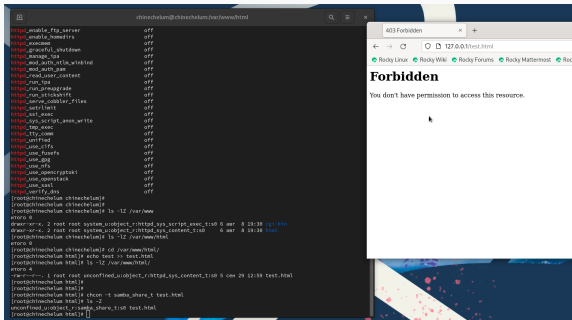 chinechelum@chinechelum:/var/www/html
httpd_enable_ftp_server off
httpd_enable_homedirs off
httpd_execmem off
httpd_graceful_shutdown off
httpd_manage_ipa off
httpd_mod_auth_ntlm_winbind off
httpd_mod_auth_pam off
httpd_read_user_content off
httpd_run_ipa off
httpd_run_preupgrade off
httpd_run_stickshift off
httpd_serve_cobbler_files off
httpd_setrlimit off
httpd_ssi_exec off
httpd_sys_script_anon_write off
httpd_tmp_exec off
httpd_tty_comm off
httpd_unified off
httpd_use_cifs off
httpd_use_fusefs off
httpd_use_gpg off
httpd_use_nfs off
httpd_use_opencryptoki off
httpd_use_openstack off
httpd_use_sasl off
httpd_verify_dns off
[root@chinechelum chinechelum]#
[root@chinechelum chinechelum]#
[root@chinechelum chinechelum]# ls -lZ /var/www
итого 0
drwxr-xr-x. 2 root root system_u:object_r:httpd_sys_script_exec_t:s0 6 авг 8 19:30 cgi-bin
drwxr-xr-x. 2 root root system_u:object_r:httpd_sys_content_t:s0 6 авг 8 19:30 html
[root@chinechelum chinechelum]# ls -lZ /var/www/html
итого 0
[root@chinechelum chinechelum]# cd /var/www/html/
[root@chinechelum html]# echo test >> test.html
[root@chinechelum html]# ls -lZ /var/www/html/
итого 4
-rw-r--r--. 1 root root unconfined_u:object_r:httpd_sys_content_t:s0 5 сен 29 12:59 test.html
[root@chinechelum html]#
[root@chinechelum html]# chcon -t samba_share_t test.html
[root@chinechelum html]# ls -Z
unconfined_u:object_r:samba_share_t:s0 test.html
[root@chinechelum html]#
403 Forbidden
127.0.0.1/test.html
Rocky Linux Rocky Wiki Rocky Forums Rocky Mattermost
Forbidden
You don't have permission to access this resource.